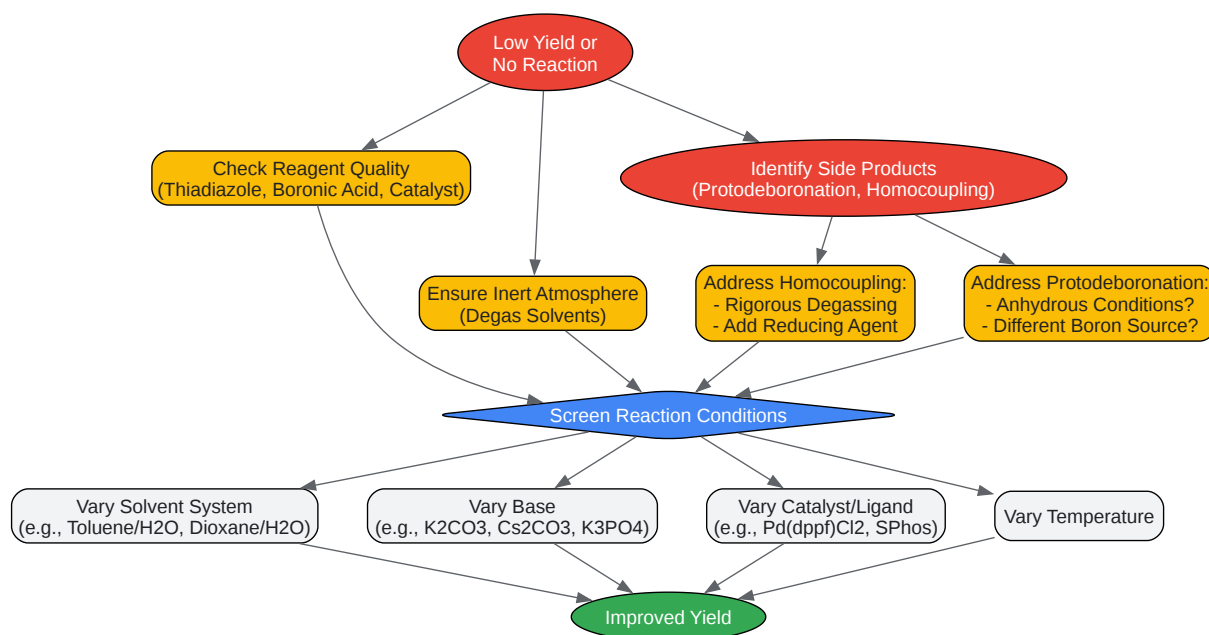 Low Yield or
No Reaction
Check Reagent Quality
(Thiadiazole, Boronic Acid, Catalyst)
Identify Side Products
(Protodeboronation, Homocoupling)
Ensure Inert Atmosphere
(Degas Solvents)
Address Homocoupling:
- Rigorous Degassing
- Add Reducing Agent
Address Protodeboronation:
- Anhydrous Conditions?
- Different Boron Source?
Screen Reaction Conditions
Vary Solvent System
(e.g., Toluene/H2O, Dioxane/H2O)
Vary Base
(e.g., K2CO3, Cs2CO3, K3PO4)
Vary Catalyst/Ligand
(e.g., Pd(dppf)Cl2, SPhos)
Vary Temperature
Improved Yield